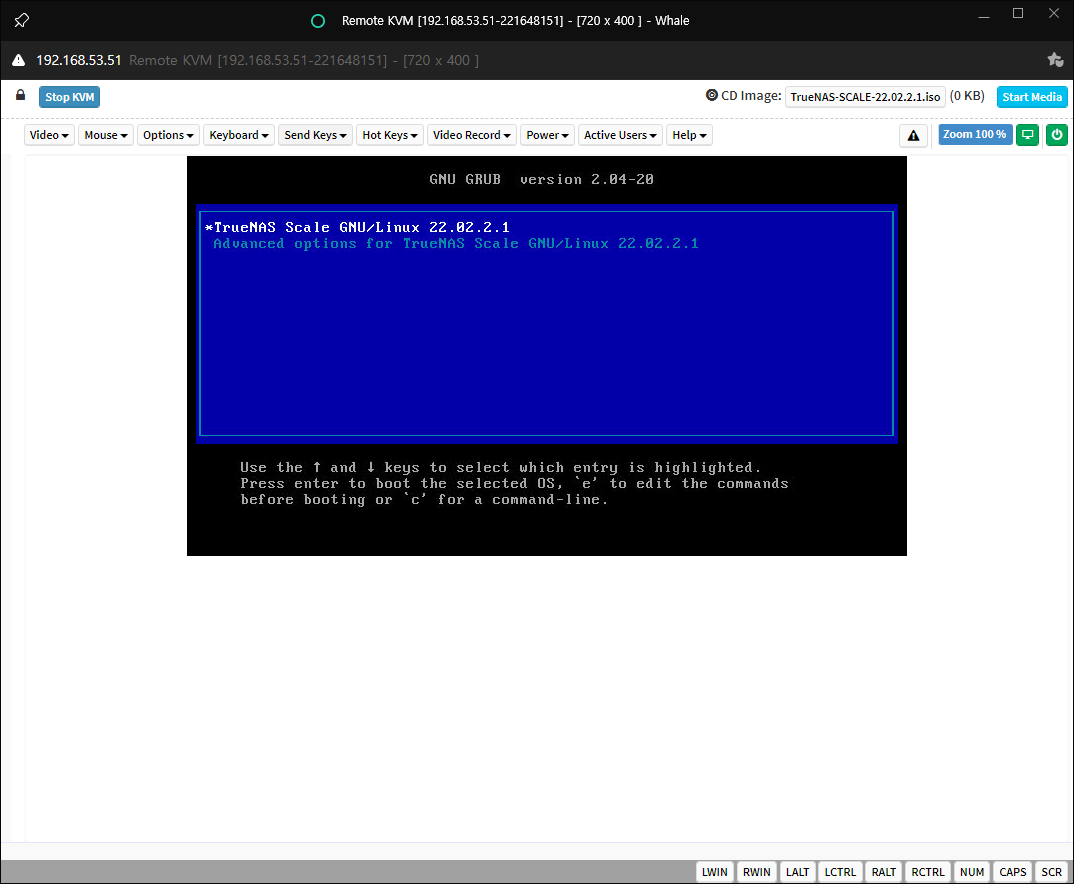 Remote KVM [192.168.53.51-221648151] - [720 x 400 ] - Whale
192.168.53.51 Remote KVM [192.168.53.51-221648151] - [720 x 400 ]
Stop KVM CD Image: TrueNAS-SCALE-22.02.2.1.iso (0 KB) Start Media
Video Mouse Options Keyboard Send Keys Hot Keys Video Record Power Active Users Help Zoom 100 %
GNU GRUB  version 2.04-20
*TrueNAS Scale GNU/Linux 22.02.2.1
Advanced options for TrueNAS Scale GNU/Linux 22.02.2.1
Use the ↑ and ↓ keys to select which entry is highlighted.
Press enter to boot the selected OS, `e' to edit the commands
before booting or `c' for a command-line.
LWIN RWIN LALT LCTRL RALT RCTRL NUM CAPS SCR